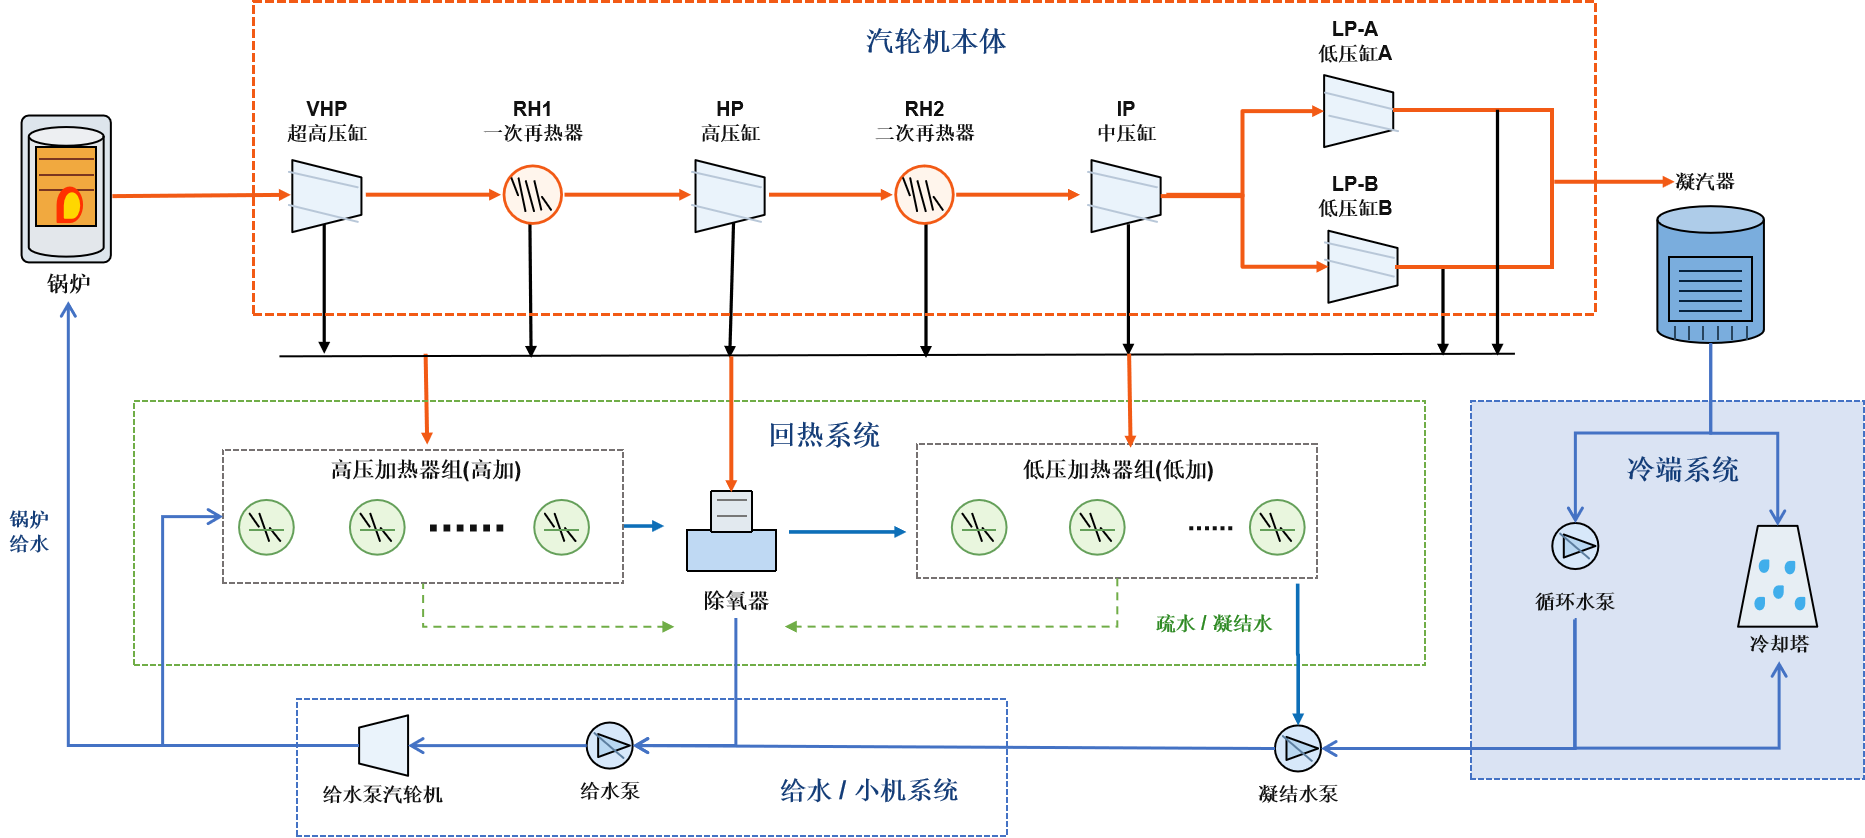 汽轮机本体
LP-A
低压缸A
VHP
超高压缸
RH1
一次再热器
HP
高压缸
RH2
二次再热器
IP
中压缸
LP-B
低压缸B
凝汽器
锅炉
回热系统
高压加热器组(高加)
低压加热器组(低加)
冷端系统
锅炉
给水
除氧器
疏水 / 凝结水
循环水泵
冷却塔
给水泵汽轮机
给水泵
给水 / 小机系统
凝结水泵